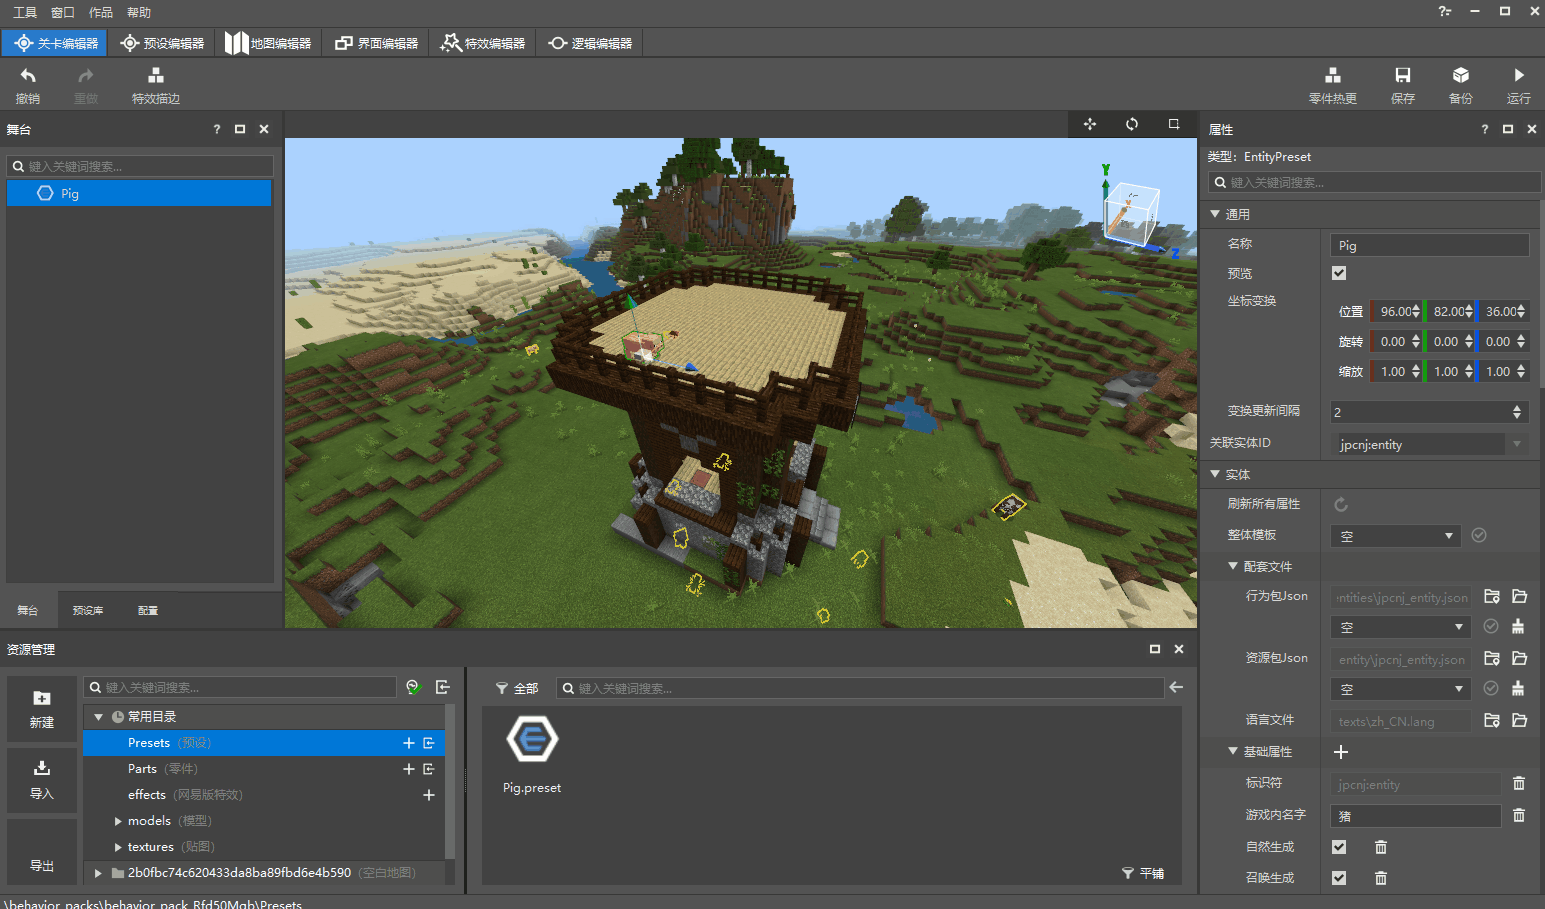 工具 窗口 作品 帮助
关卡编辑器 预设编辑器 地图编辑器 界面编辑器 特效编辑器 逻辑编辑器
撤销 重做 特效描边 零件热更 保存 备份 运行
舞台
键入关键词搜索...
Pig
舞台 预设库 配置
Y
Z
属性
类型: EntityPreset
键入关键词搜索...
通用
名称 Pig
预览
坐标变换
位置 96.00 82.00 36.00
旋转 0.00 0.00 0.00
缩放 1.00 1.00 1.00
变换更新间隔 2
关联实体ID jpcnj:entity
实体
刷新所有属性
整体模板 空
配套文件
行为包Json ntities\jpcnj_entity.json
空
资源包Json entity\jpcnj_entity.json
空
语言文件 texts\zh_CN.lang
基础属性
标识符 jpcnj:entity
游戏内名字 猪
自然生成
召唤生成
资源管理
新建
导入
导出
键入关键词搜索...
常用目录
Presets (预设)
Parts (零件)
effects (网易版特效)
models (模型)
textures (贴图)
2b0fbc74c620433da8ba89fbd6e4b590 (空白地图)
全部 键入关键词搜索...
Pig.preset
平铺
\behavior_packs\behavior_pack_Rfd50Mqb\Presets